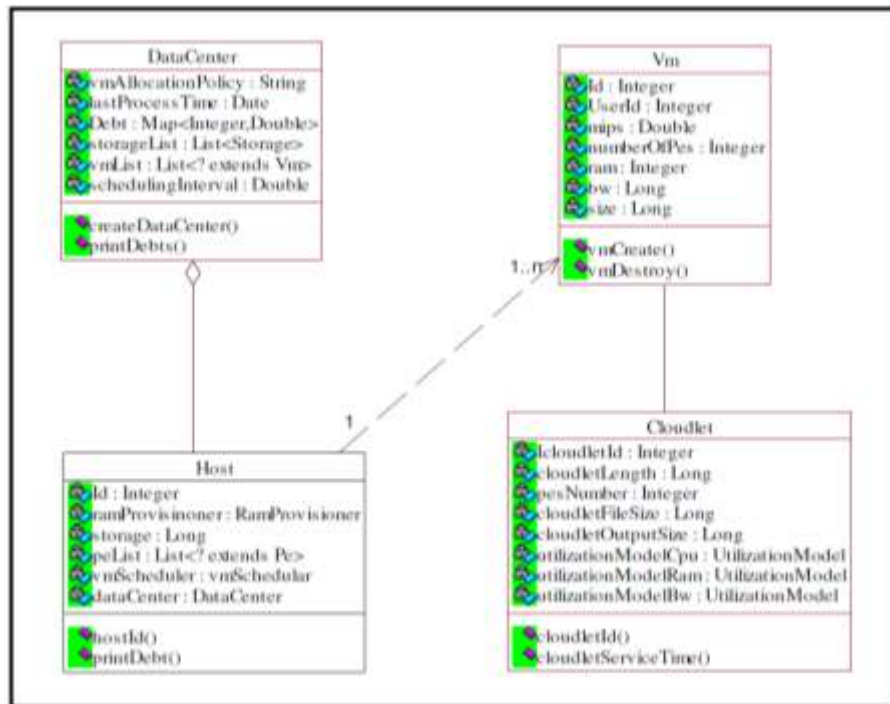 DataCenter
vmAllocationPolicy : String
lastProcessTime : Date
Debt : Map<Integer,Double>
storageList : List<Storage>
vmList : List<? extends Vm>
schedulingInterval : Double
createDataCenter()
printDebts()
Vm
Id : Integer
UserId : Integer
mips : Double
numberOfPes : Integer
ram : Integer
bw : Long
size : Long
vmCreate()
vmDestroy()
1..n
1
Host
Id : Integer
ramProvisinoner : RamProvisioner
storage : Long
peList : List<? extends Pe>
vmScheduler : vmSchedular
dataCenter : DataCenter
hostId()
printDebt()
Cloudlet
IcloudletId : Integer
cloudletLength : Long
pesNumber : Integer
cloudletFileSize : Long
cloudletOutputSize : Long
utilizationModelCpu : UtilizationModel
utilizationModelRam : UtilizationModel
utilizationModelBw : UtilizationModel
cloudletId()
cloudletServiceTime()